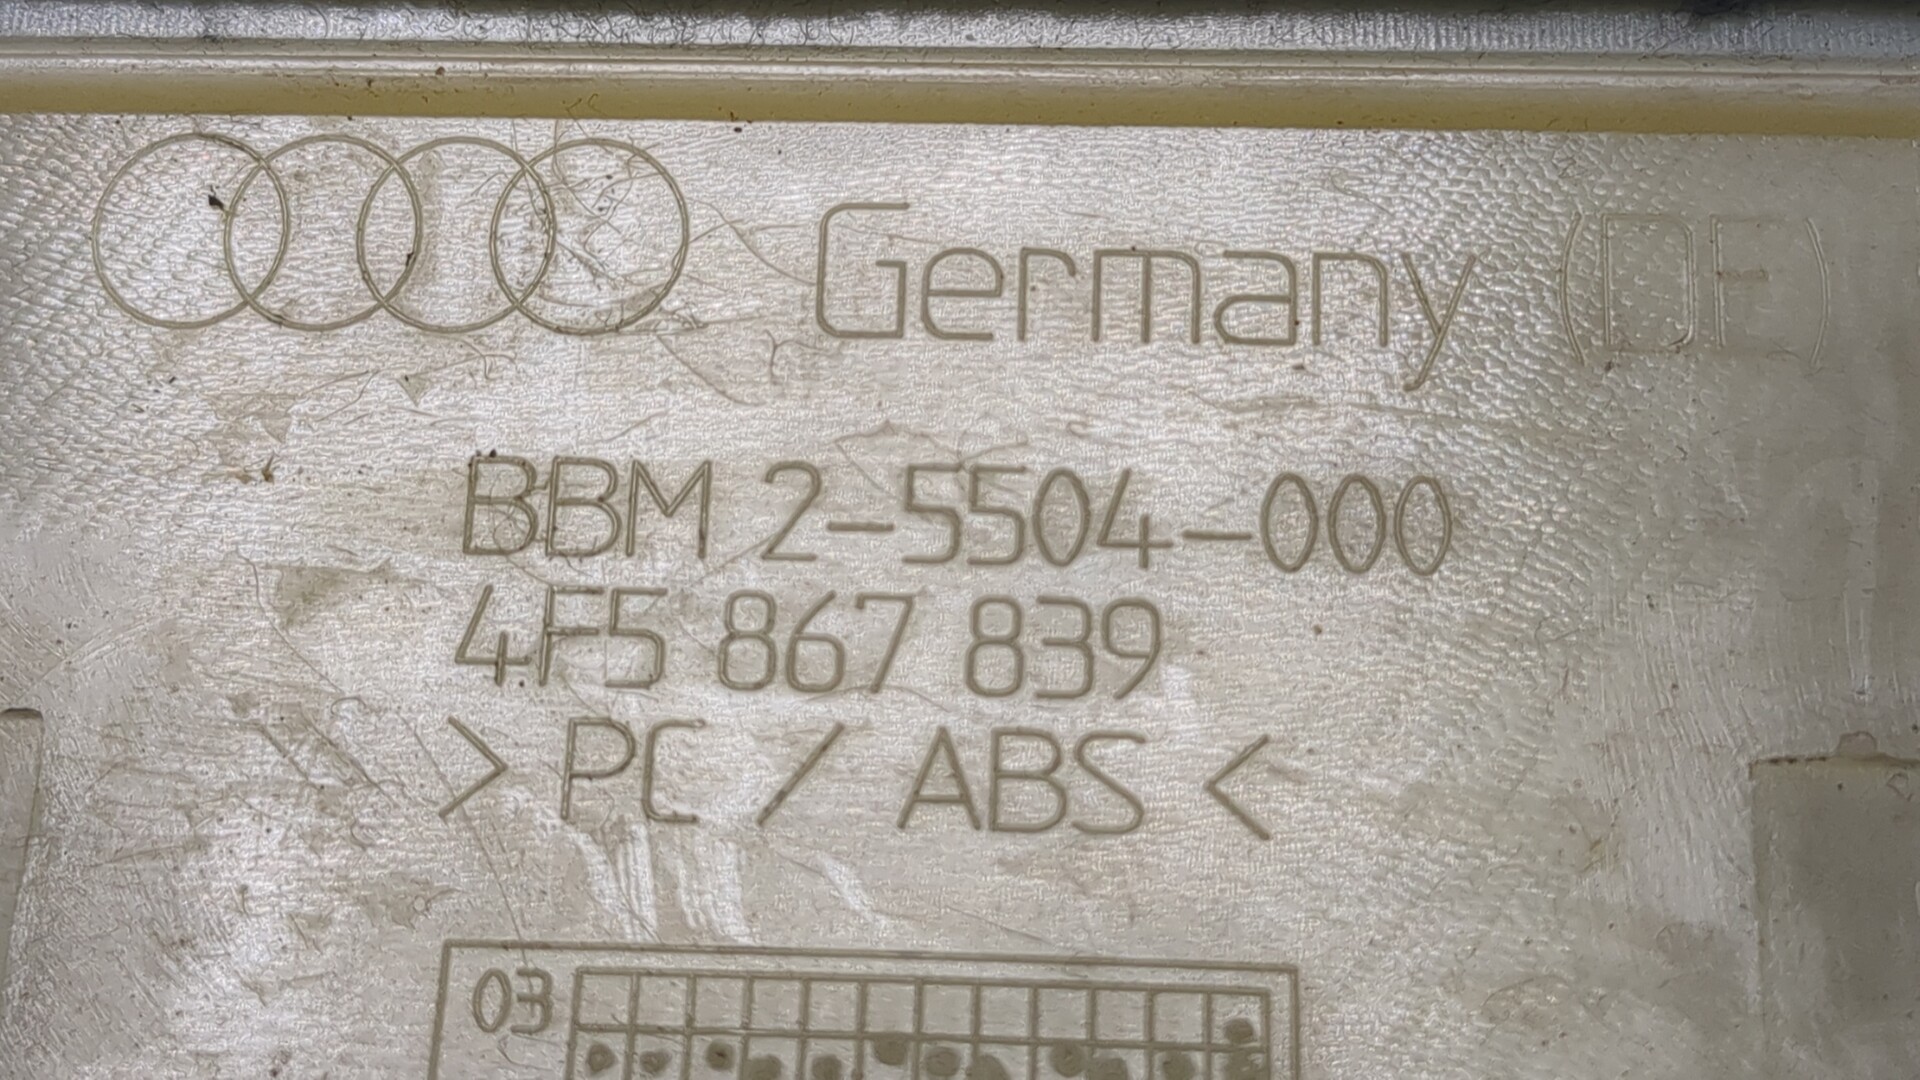 Germany (DE)
BBM 2-5504-000
4F5 867 839
> PC / ABS <
03